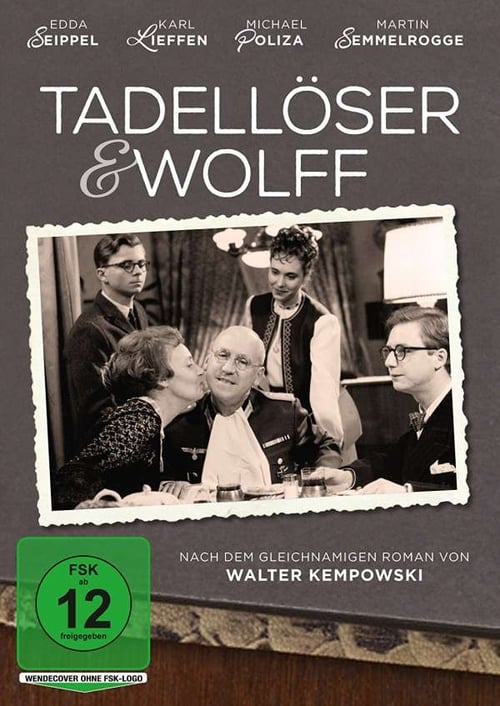 EDDA
SEIPPEL
KARL
LIEFFEN
MICHAEL
POLIZA
MARTIN
SEMMELROGGE
TADELLÖSER
& WOLFF
NACH DEM GLEICHNAMIGEN ROMAN VON
WALTER KEMPOWSKI
FSK
ab
12
freigegeben
WENDECOVER OHNE FSK-LOGO